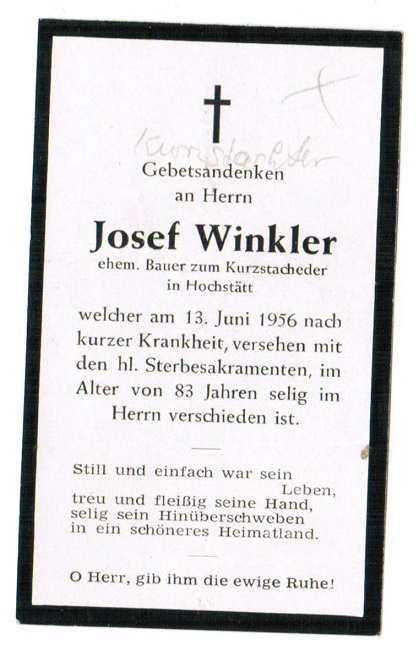 Kurzstacheder
Gebetsandenken
an Herrn
Josef Winkler
ehem. Bauer zum Kurzstacheder
in Hochstätt
welcher am 13. Juni 1956 nach
kurzer Krankheit, versehen mit
den hl. Sterbesakramenten, im
Alter von 83 Jahren selig im
Herrn verschieden ist.
Still und einfach war sein
Leben,
treu und fleißig seine Hand,
selig sein Hinüberschweben
in ein schöneres Heimatland.
O Herr, gib ihm die ewige Ruhe!